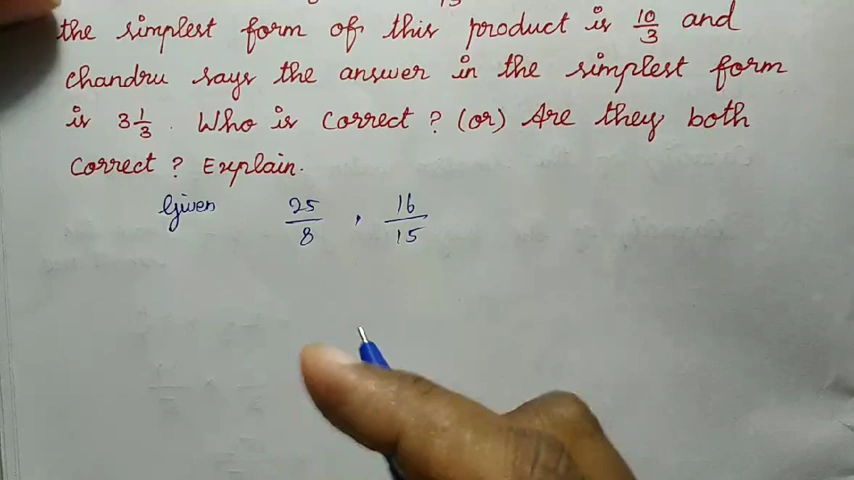 15
the simplest form of this product is 10/3 and
chandru says the answer in the simplest form
is 3 1/3. Who is correct? (or) Are they both
correct? Explain.
Given 25/8, 16/15